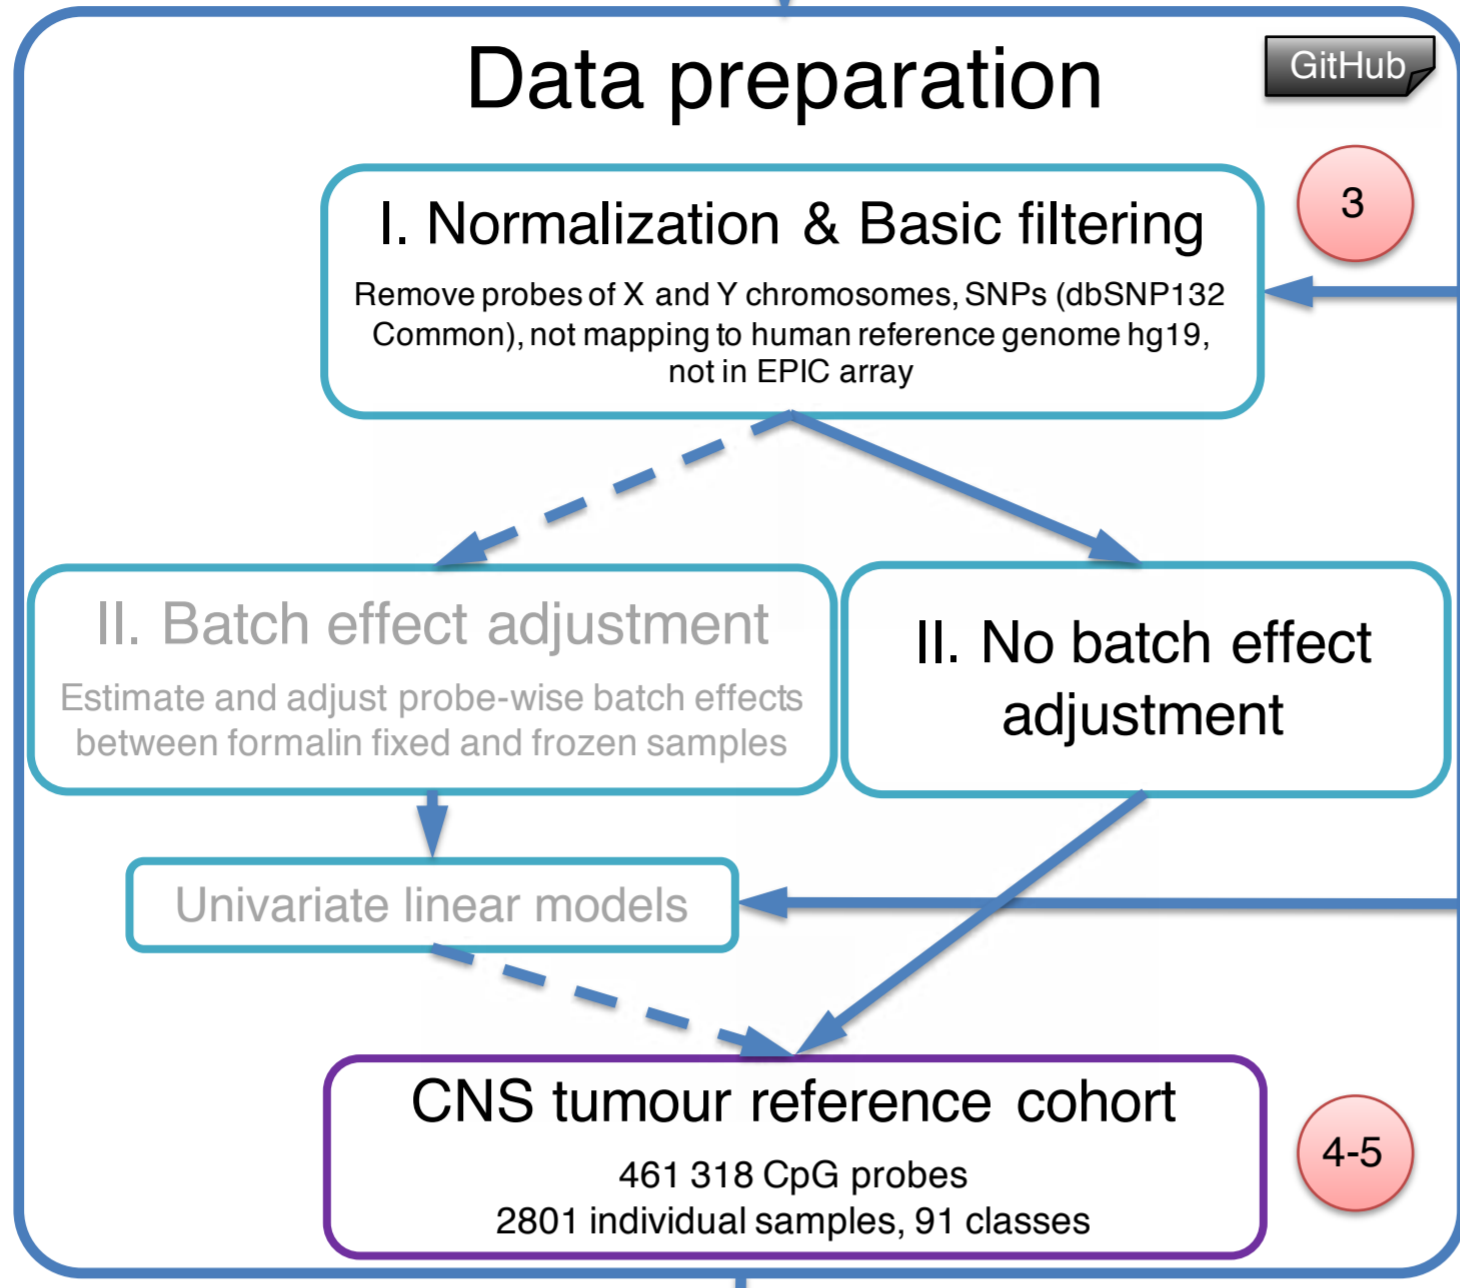 Data preparation
GitHub
I. Normalization & Basic filtering
3
Remove probes of X and Y chromosomes, SNPs (dbSNP132
Common), not mapping to human reference genome hg19,
not in EPIC array
II. Batch effect adjustment
Estimate and adjust probe-wise batch effects
between formalin fixed and frozen samples
II. No batch effect
adjustment
Univariate linear models
CNS tumour reference cohort
461 318 CpG probes
2801 individual samples, 91 classes
4-5